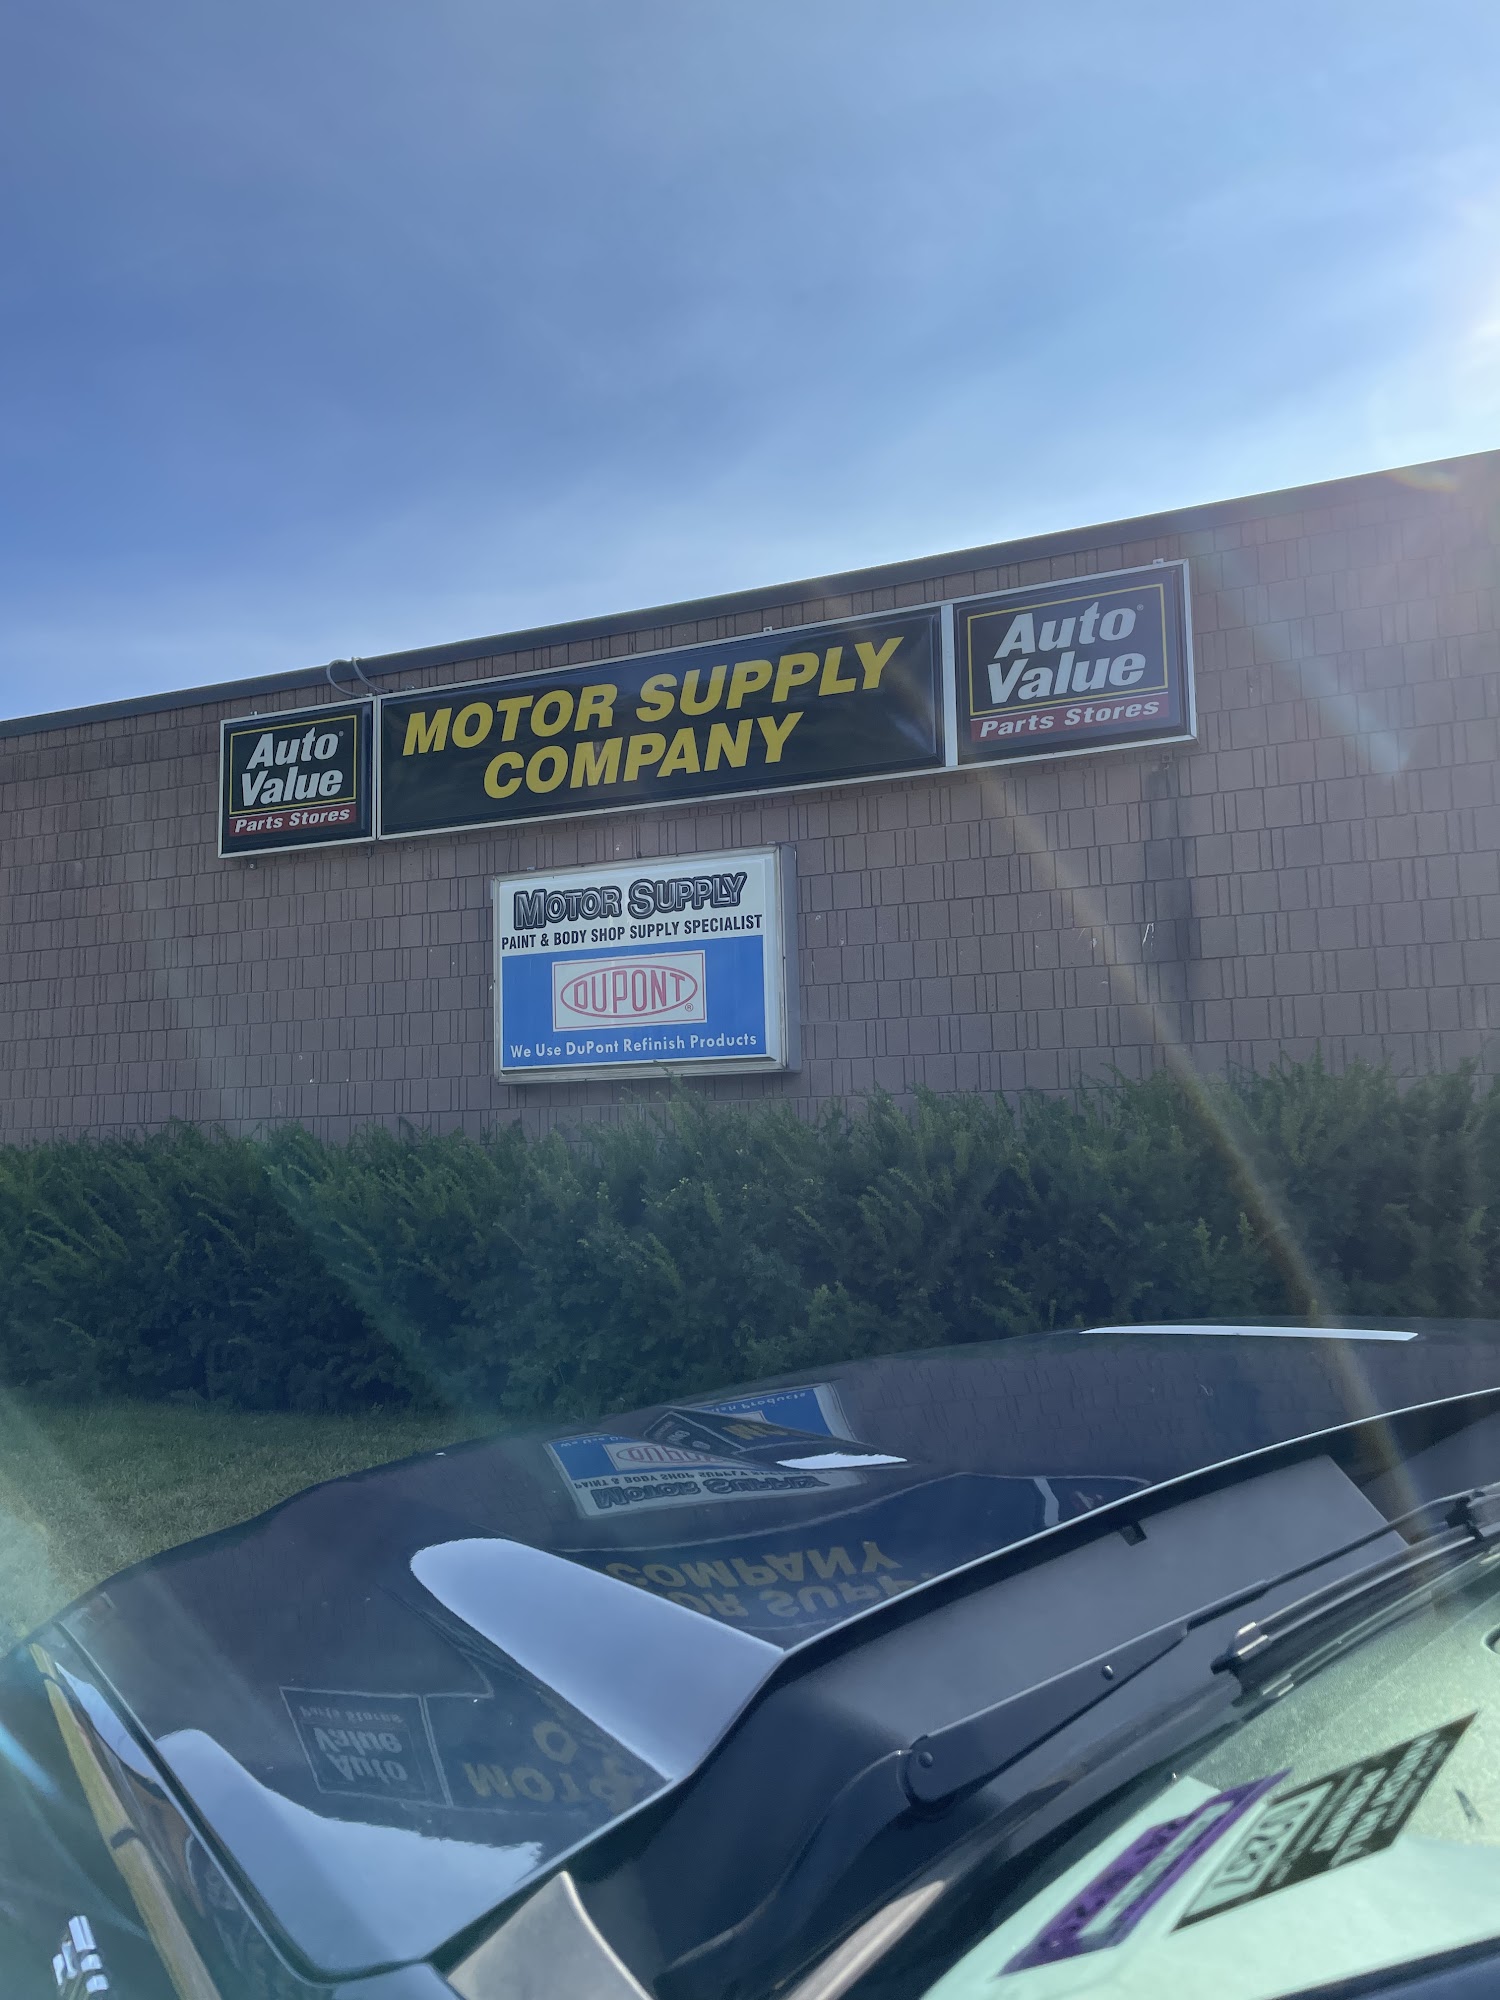 Auto®
Value
Parts Stores
MOTOR SUPPLY
COMPANY
Auto®
Value
Parts Stores
MOTOR SUPPLY
PAINT & BODY SHOP SUPPLY SPECIALIST
DUPONT®
We Use DuPont Refinish Products